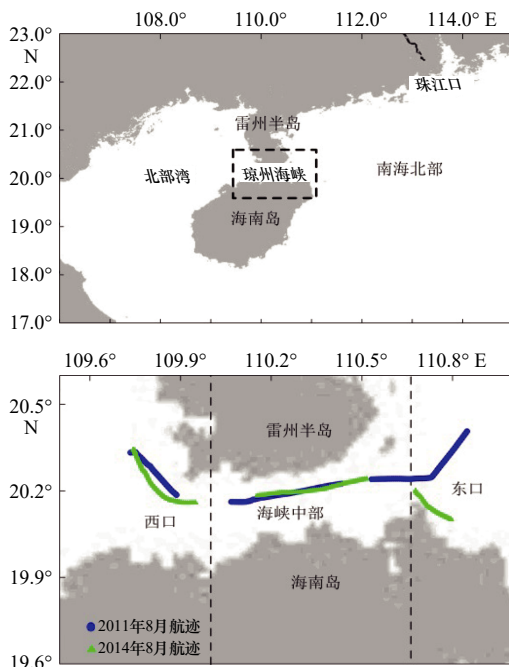 108.0° 110.0° 112.0° 114.0° E
23.0°
N
珠江口
22.0°
雷州半岛
21.0°
北部湾 琼州海峡 南海北部
20.0°
19.0°
海南岛
18.0°
17.0°
109.6° 109.9° 110.2° 110.5° 110.8° E
20.5°
N
雷州半岛
20.2°
西口 海峡中部 东口
19.9°
海南岛
2011年8月航迹
2014年8月航迹
19.6°